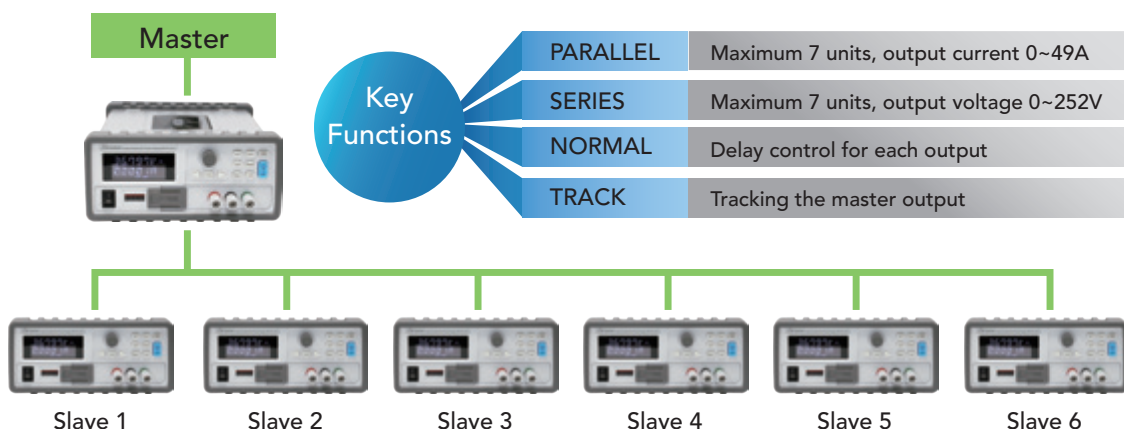 Master
Key
Functions
PARALLEL Maximum 7 units, output current 0~49A
SERIES Maximum 7 units, output voltage 0~252V
NORMAL Delay control for each output
TRACK Tracking the master output
Slave 1 Slave 2 Slave 3 Slave 4 Slave 5 Slave 6